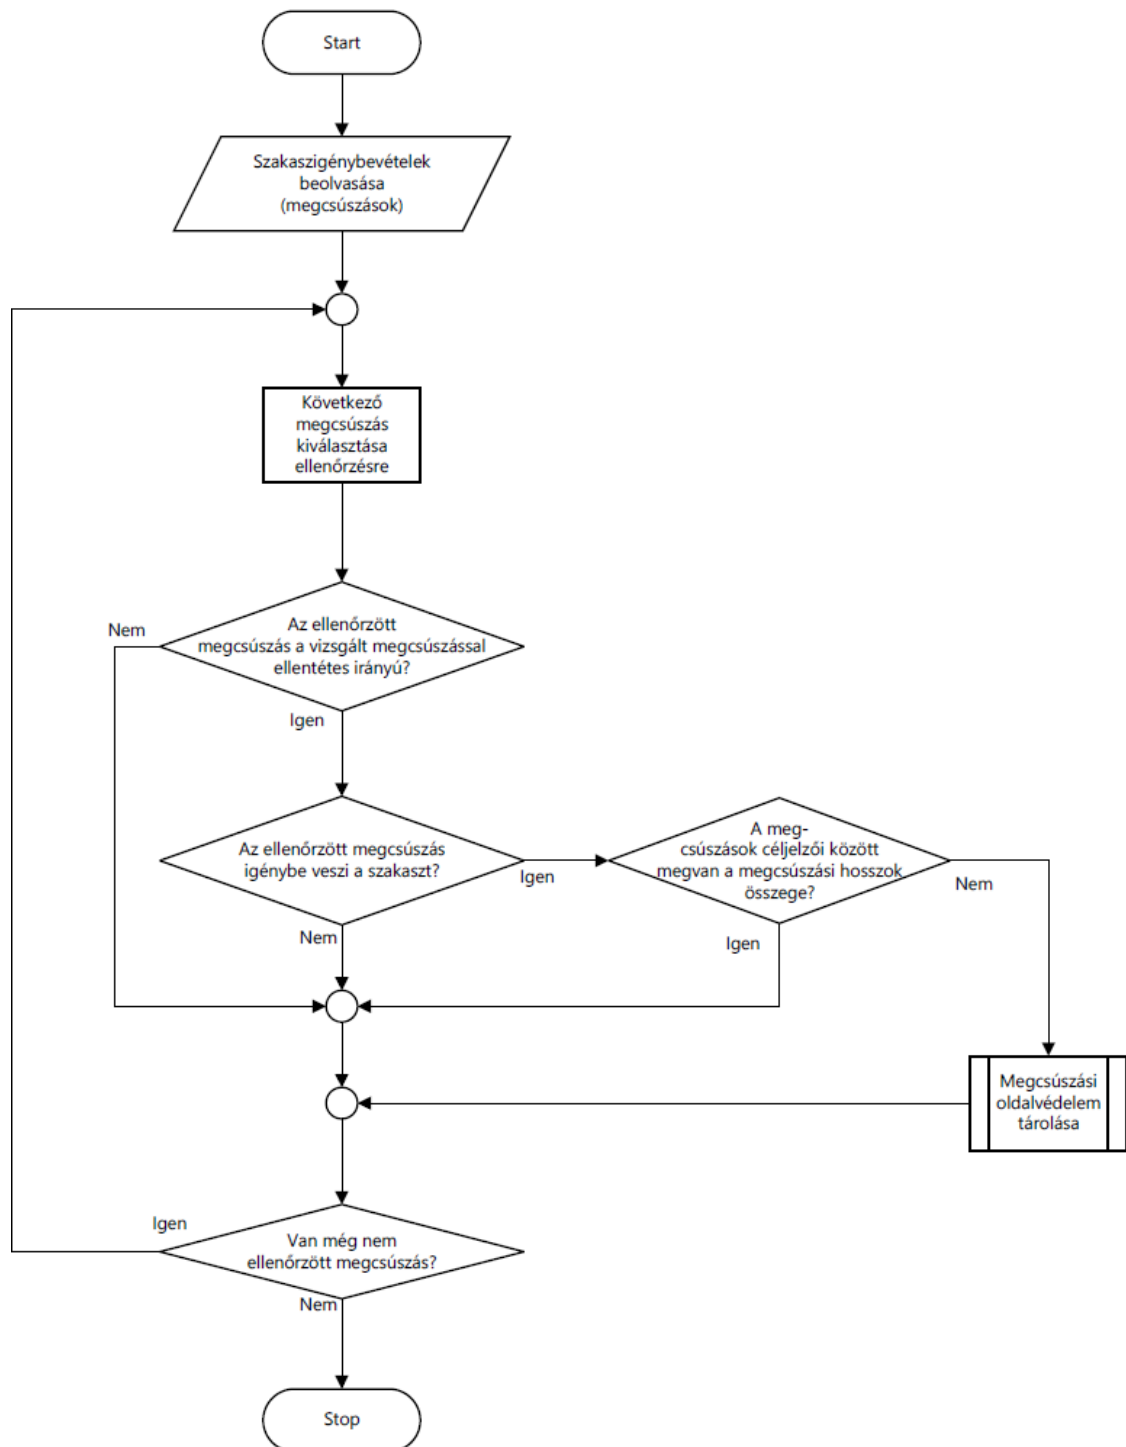 Start
Szakaszigénybevételek
beolvasása
(megcsúszások)
Következő
megcsúszás
kiválasztása
ellenőrzésre
Nem
Az ellenőrzött
megcsúszás a vizsgált megcsúszással
ellentétes irányú?
Igen
Az ellenőrzött megcsúszás
igénybe veszi a szakaszt?
Igen
Nem
A meg-
csúszások céljelzői között
megvan a megcsúszási hosszok
összege?
Nem
Igen
Megcsúszási
oldalvédelem
tárolása
Igen
Van még nem
ellenőrzött megcsúszás?
Nem
Stop